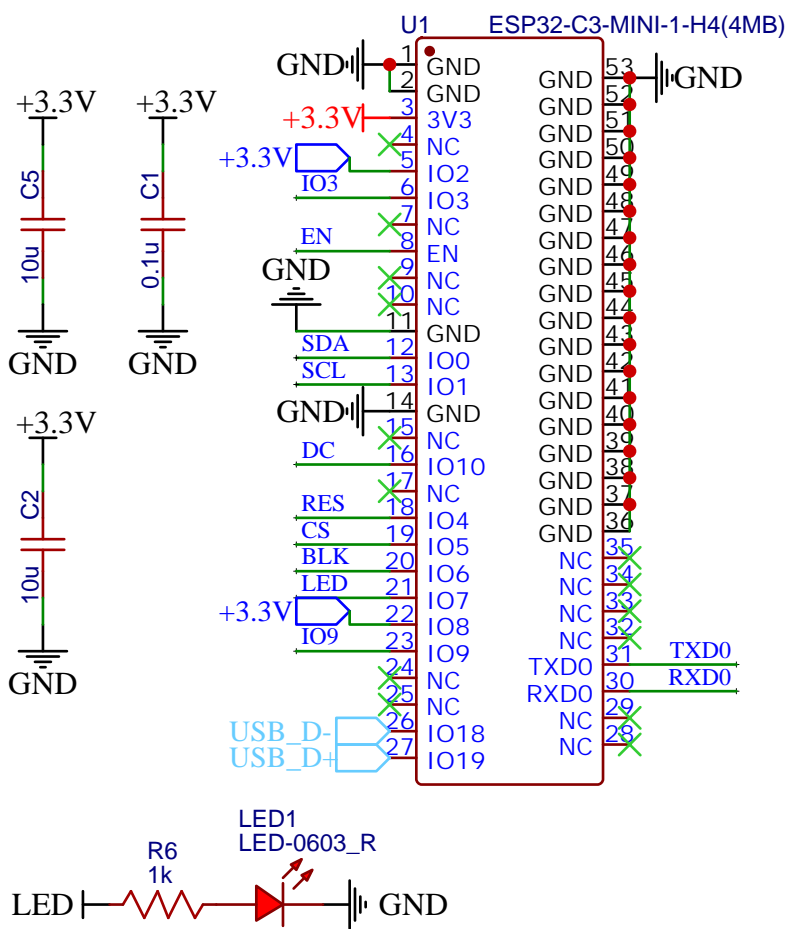 U1 ESP32-C3-MINI-1-H4(4MB)
GND 1 GND
2 GND
+3.3V 3 3V3
4 NC
+3.3V 5 IO2
IO3 6 IO3
7 NC
EN 8 EN
9 NC
10 NC
GND 11 GND
SDA 12 IO0
SCL 13 IO1
GND 14 GND
15 NC
DC 16 IO10
17 NC
RES 18 IO4
CS 19 IO5
BLK 20 IO6
LED 21 IO7
+3.3V 22 IO8
IO9 23 IO9
24 NC
25 NC
USB_D- 26 IO18
USB_D+ 27 IO19
GND 53 GND
GND 52
GND 51
GND 50
GND 49
GND 48
GND 47
GND 46
GND 45
GND 44
GND 43
GND 42
GND 41
GND 40
GND 39
GND 38
GND 37
GND 36
NC 35
NC 34
NC 33
NC 32
TXD0 31 TXD0
RXD0 30 RXD0
NC 29
NC 28
+3.3V
C5
10u
GND
+3.3V
C1
0.1u
GND
+3.3V
C2
10u
GND
LED1
LED-0603_R
R6
1k
LED
GND